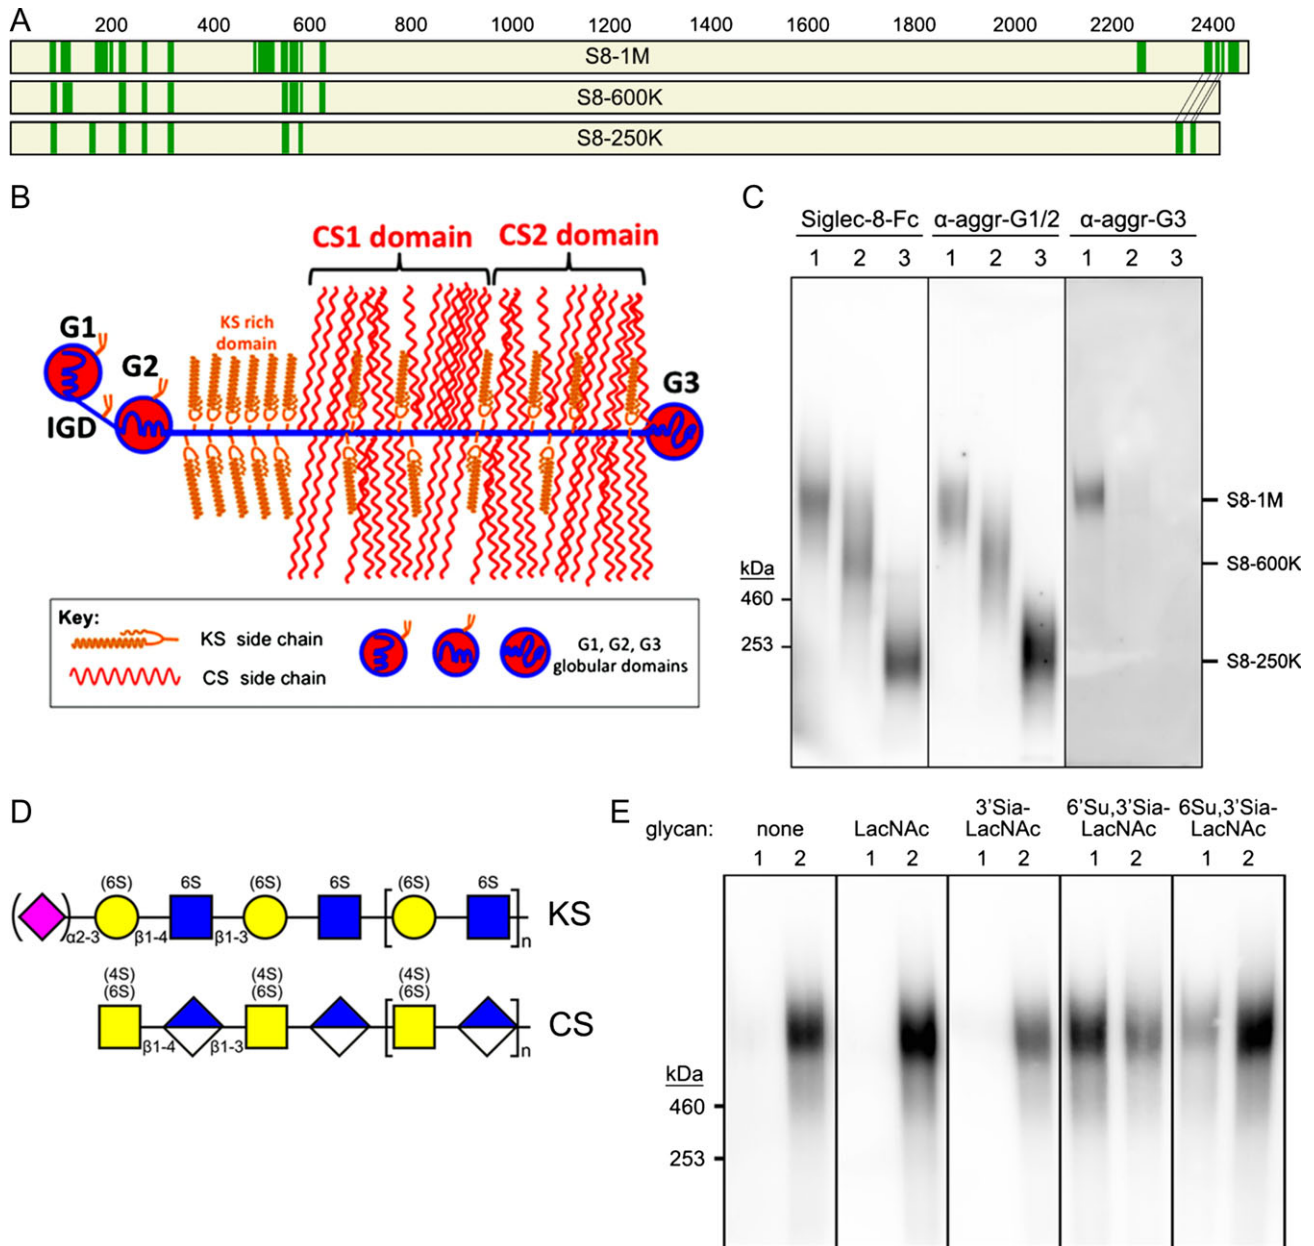 A
200 400 600 800 1000 1200 1400 1600 1800 2000 2200 2400
S8-1M
S8-600K
S8-250K
B
CS1 domain CS2 domain
KS rich
domain
G1
G2
G3
IGD
Key:
KS side chain
CS side chain
G1, G2, G3
globular domains
C
Siglec-8-Fc α-aggr-G1/2 α-aggr-G3
1 2 3 1 2 3 1 2 3
kDa
460
253
S8-1M
S8-600K
S8-250K
D
(6S) 6S (6S) 6S (6S) 6S
α2-3 β1-4 β1-3 n
KS
(4S) (4S) (4S)
(6S) (6S) (6S)
β1-4 β1-3 n
CS
E
glycan: none LacNAc 3'Sia-LacNAc 6'Su,3'Sia-LacNAc 6Su,3'Sia-LacNAc
1 2 1 2 1 2 1 2 1 2
kDa
460
253